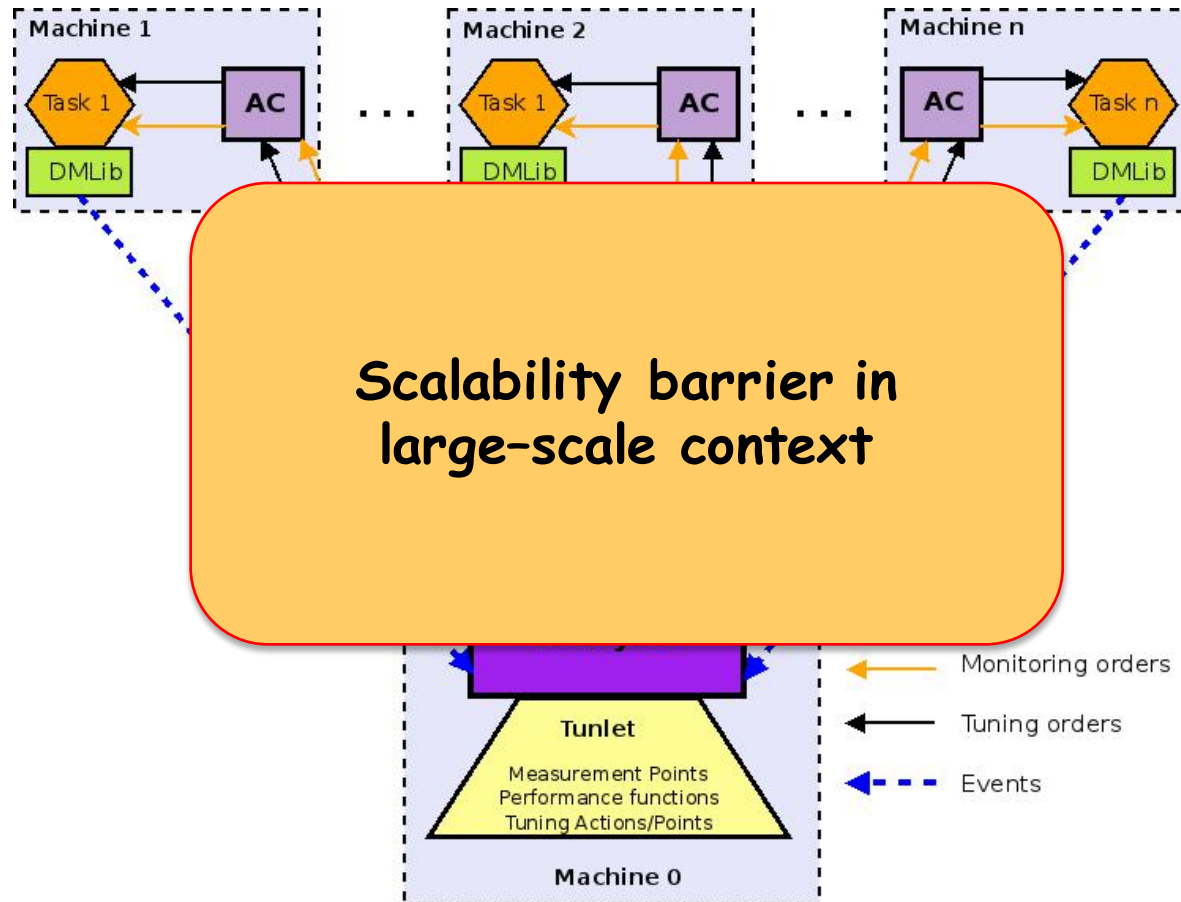 Machine 1
Machine 2
Machine n
Task 1
AC
. . .
Task 1
AC
. . .
AC
Task n
DMLib
DMLib
DMLib
Scalability barrier in
large-scale context
Monitoring orders
Tunlet
Tuning orders
Measurement Points
Performance functions
Tuning Actions/Points
Events
Machine 0